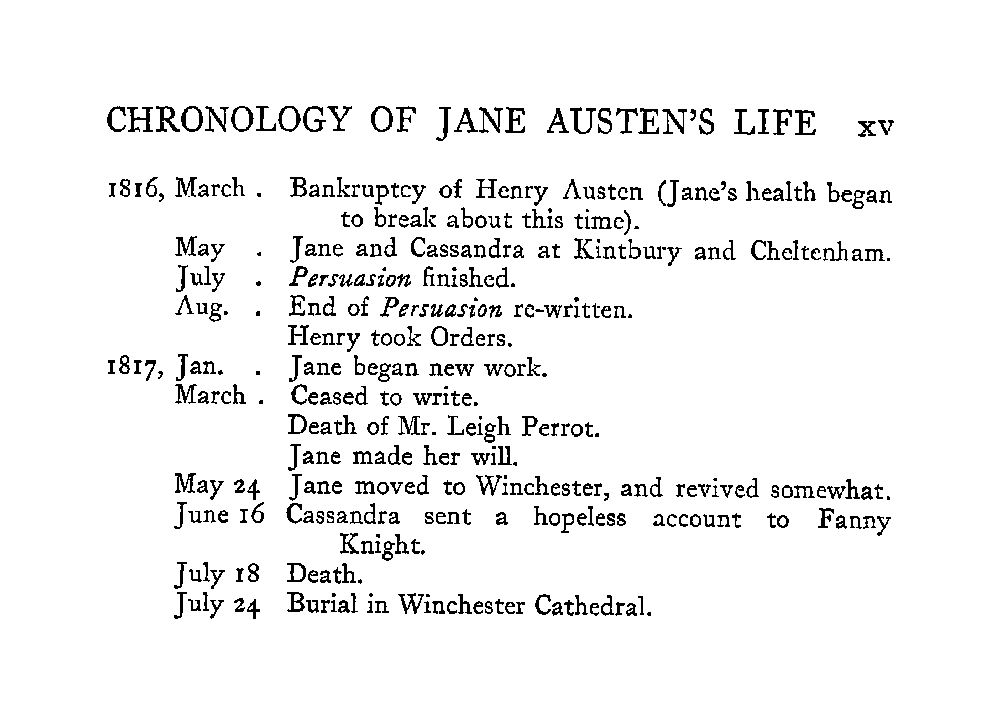 CHRONOLOGY OF JANE AUSTEN'S LIFE xv
1816, March . Bankruptcy of Henry Austen (Jane's health began
to break about this time).
May . Jane and Cassandra at Kintbury and Cheltenham.
July . Persuasion finished.
Aug. . End of Persuasion re-written.
Henry took Orders.
1817, Jan. . Jane began new work.
March . Ceased to write.
Death of Mr. Leigh Perrot.
Jane made her will.
May 24 Jane moved to Winchester, and revived somewhat.
June 16 Cassandra sent a hopeless account to Fanny
Knight.
July 18 Death.
July 24 Burial in Winchester Cathedral.